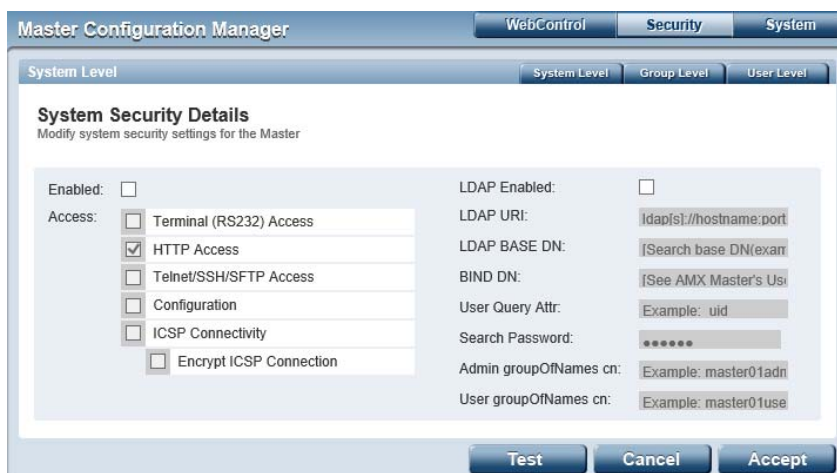 Master Configuration Manager
WebControl
Security
System
System Level
System Level
Group Level
User Level
System Security Details
Modify system security settings for the Master
Enabled:
Access:
Terminal (RS232) Access
HTTP Access
Telnet/SSH/SFTP Access
Configuration
ICSP Connectivity
Encrypt ICSP Connection
LDAP Enabled:
LDAP URI:
ldap[s]://hostname:port
LDAP BASE DN:
[Search base DN(exam
BIND DN:
[See AMX Master's Use
User Query Attr:
Example: uid
Search Password:
●●●●●●
Admin groupOfNames cn:
Example: master01adn
User groupOfNames cn:
Example: master01use
Test
Cancel
Accept